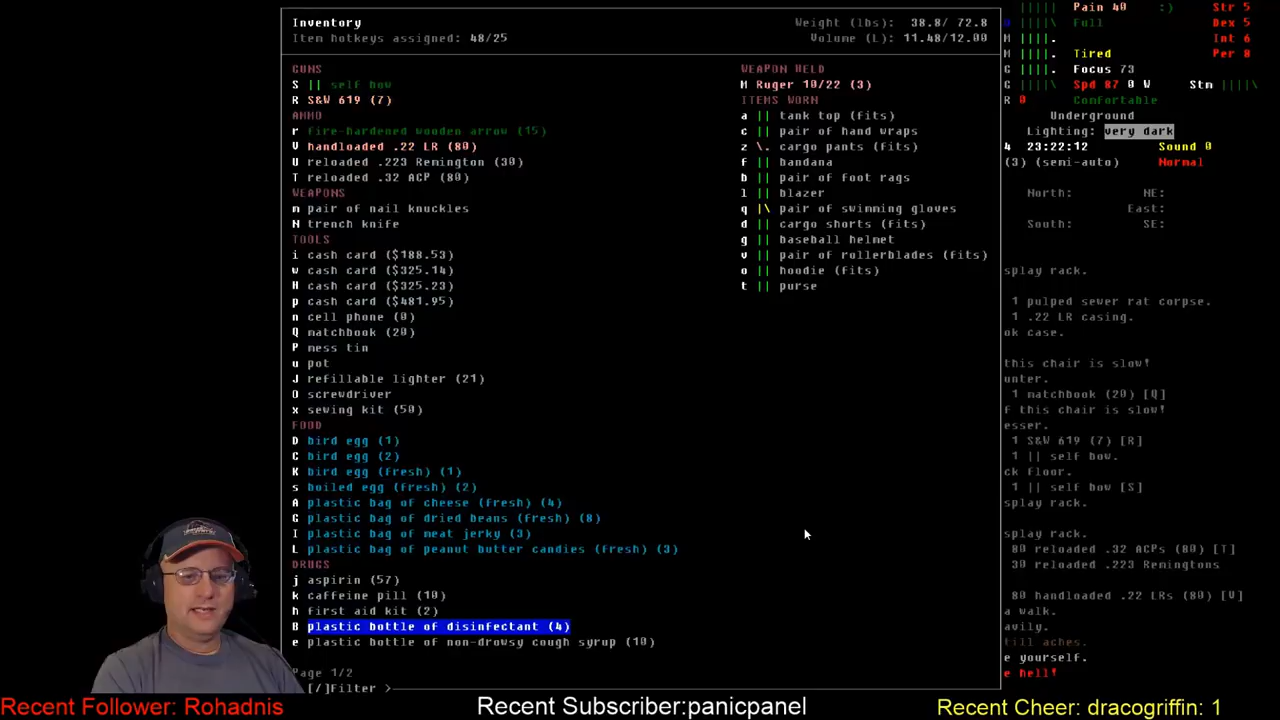 Inventory
Weight (lbs): 38.8/ 72.8
Item hotkeys assigned: 48/25
Volume (L): 11.48/12.00
GUNS
S || self bow
R S&W 619 (7)
AMMO
r fire-hardened wooden arrow (15)
V handloaded .22 LR (80)
U reloaded .223 Remington (30)
T reloaded .32 ACP (80)
WEAPONS
m pair of nail knuckles
N trench knife
TOOLS
i cash card ($188.53)
w cash card ($325.14)
H cash card ($325.23)
p cash card ($481.95)
n cell phone (0)
Q matchbook (20)
P mess tin
u pot
J refillable lighter (21)
O screwdriver
x sewing kit (50)
FOOD
D bird egg (1)
C bird egg (2)
K bird egg (fresh) (1)
s boiled egg (fresh) (2)
A plastic bag of cheese (fresh) (4)
G plastic bag of dried beans (fresh) (8)
I plastic bag of meat jerky (3)
L plastic bag of peanut butter candies (fresh) (3)
DRUGS
j aspirin (57)
k caffeine pill (10)
h first aid kit (2)
B plastic bottle of disinfectant (4)
e plastic bottle of non-drowsy cough syrup (10)
Page 1/2
[/]Filter >
WEAPON HELD
M Ruger 10/22 (3)
ITEMS WORN
a || tank top (fits)
c || pair of hand wraps
z \. cargo pants (fits)
f || bandana
b || pair of foot rags
l || blazer
q |\ pair of swimming gloves
d || cargo shorts (fits)
g || baseball helmet
v || pair of rollerblades (fits)
o || hoodie (fits)
t || purse
||||| Pain 40 :) Str 5
||||\ Full Dex 5
M ||||. Int 6
M ||||. Tired Per 8
G ||||. Focus 73
G ||||\ Spd 87 0 W Stm ||||\
R 0 Comfortable
Underground
Lighting: very dark
4 23:22:12 Sound 0
(3) (semi-auto) Normal
North: NE:
East:
South: SE:
splay rack.
1 pulped sewer rat corpse.
1 .22 LR casing.
ok case.
this chair is slow!
unter.
1 matchbook (20) [Q]
f this chair is slow!
esser.
1 S&W 619 (7) [R]
1 || self bow.
ck floor.
1 || self bow [S]
splay rack.
splay rack.
80 reloaded .32 ACPs (80) [T]
30 reloaded .223 Remingtons
80 handloaded .22 LRs (80) [V]
a walk.
avily.
till aches.
e yourself.
e hell!
Recent Follower: Rohadnis
Recent Subscriber:panicpanel
Recent Cheer: dracogriffin: 1